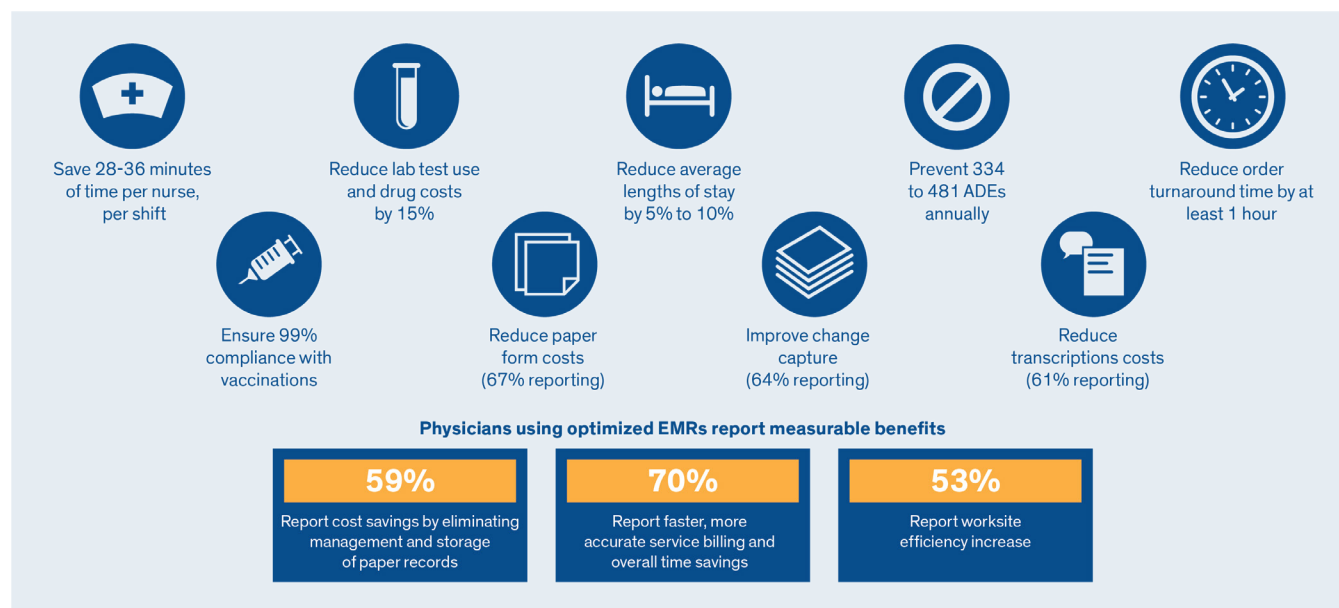 Save 28-36 minutes
of time per nurse,
per shift
Reduce lab test use
and drug costs
by 15%
Reduce average
lengths of stay
by 5% to 10%
Prevent 334
to 481 ADEs
annually
Reduce order
turnaround time by at
least 1 hour
Ensure 99%
compliance with
vaccinations
Reduce paper
form costs
(67% reporting)
Improve change
capture
(64% reporting)
Reduce
transcriptions costs
(61% reporting)
Physicians using optimized EMRs report measurable benefits
59%
Report cost savings by eliminating
management and storage
of paper records
70%
Report faster, more
accurate service billing and
overall time savings
53%
Report worksite
efficiency increase